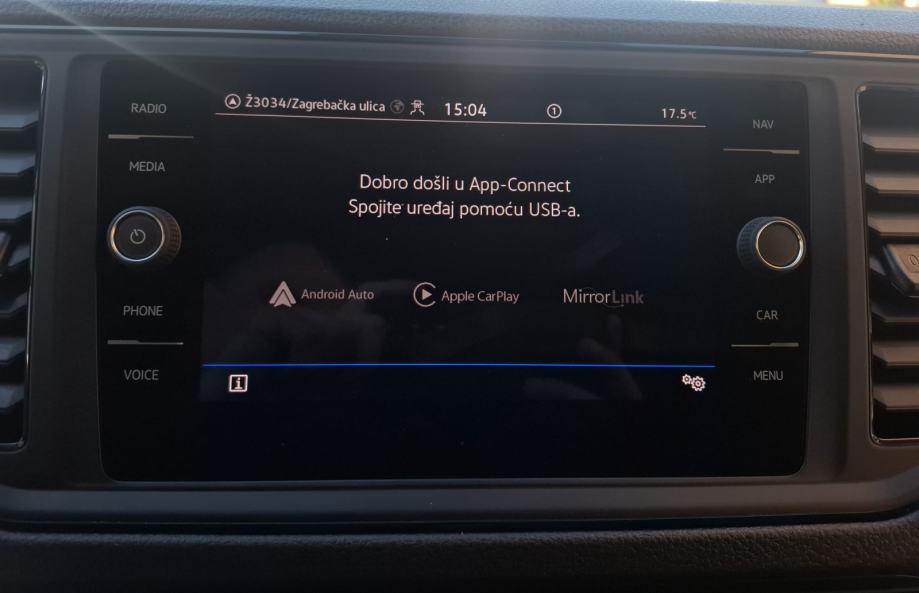 RADIO
MEDIA
PHONE
VOICE
Ž3034/Zagrebačka ulica 15:04 1 17.5°C
Dobro došli u App-Connect
Spojite uređaj pomoću USB-a.
Android Auto Apple CarPlay MirrorLink
i
NAV
APP
CAR
MENU